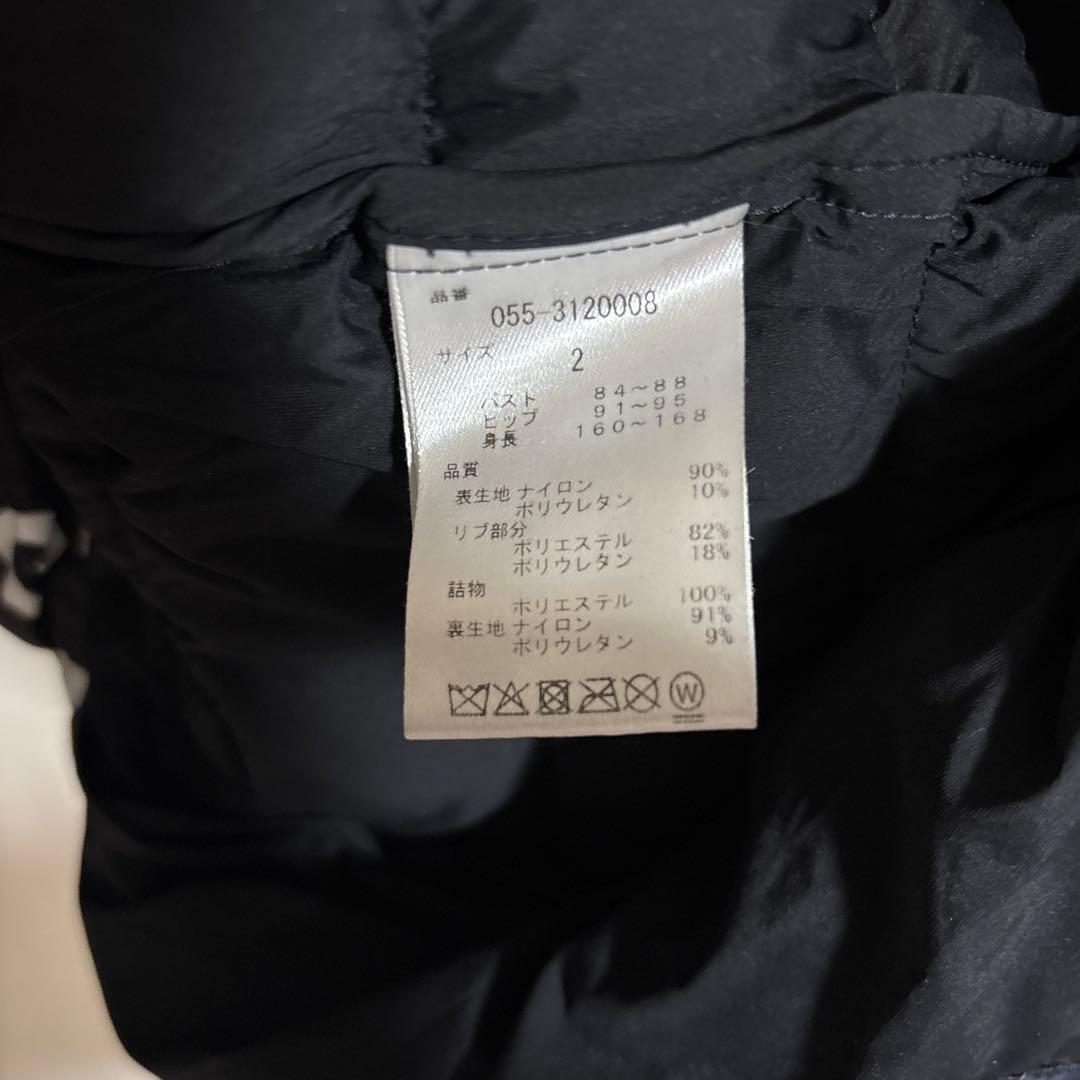 品番
055-3120008
サイズ 2
バスト 84~88
ヒップ 91~95
身長 160~168
品質
表生地 ナイロン 90%
ポリウレタン 10%
リブ部分
ポリエステル 82%
ポリウレタン 18%
詰物
ポリエステル 100%
裏生地 ナイロン 91%
ポリウレタン 9%
W